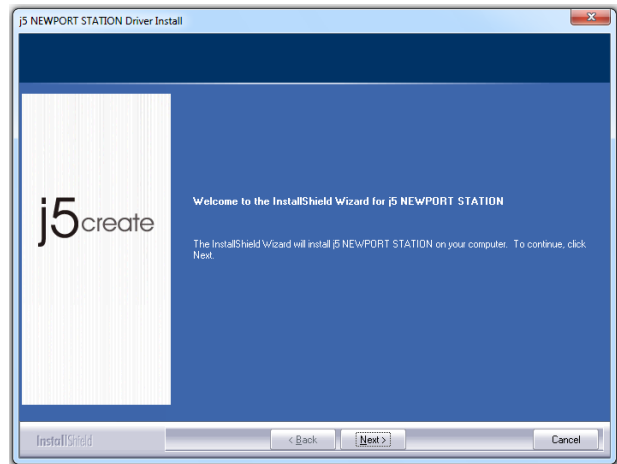 j5 NEWPORT STATION Driver Install
j5create
Welcome to the InstallShield Wizard for j5 NEWPORT STATION
The InstallShield Wizard will install j5 NEWPORT STATION on your computer. To continue, click
Next.
InstallShield
< Back
Next >
Cancel